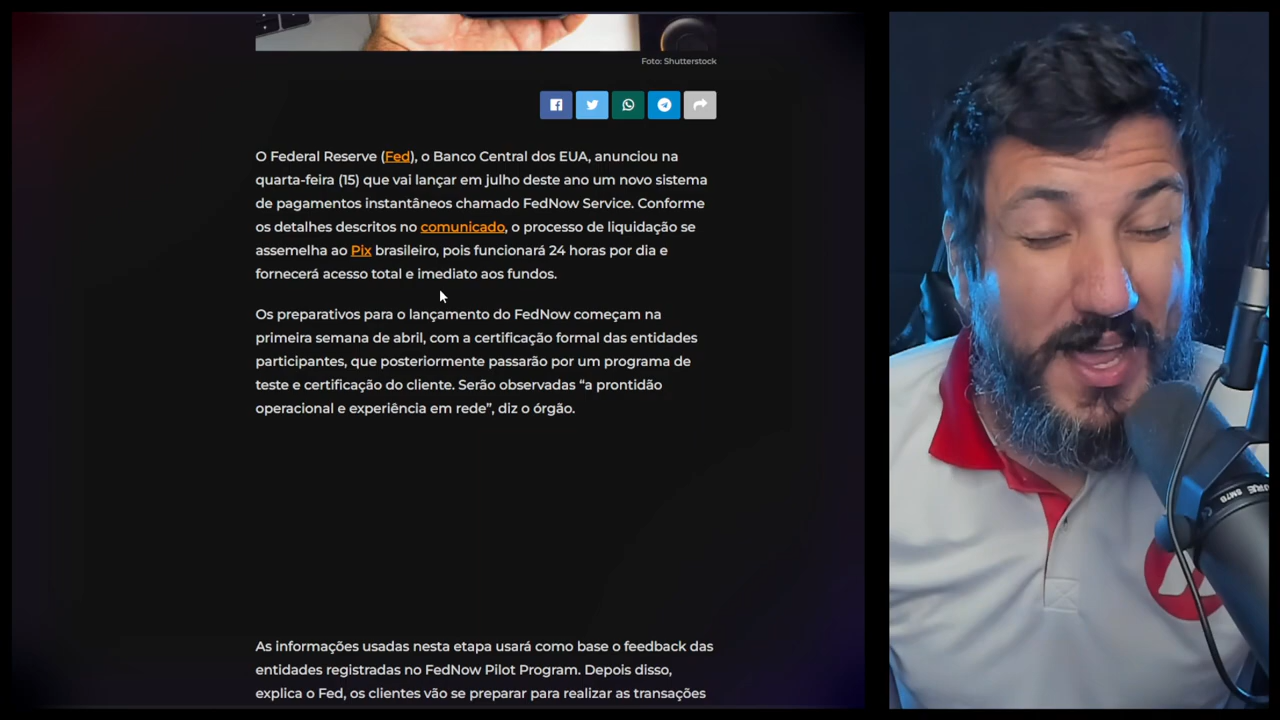 Foto: Shutterstock
O Federal Reserve (Fed), o Banco Central dos EUA, anunciou na
quarta-feira (15) que vai lançar em julho deste ano um novo sistema
de pagamentos instantâneos chamado FedNow Service. Conforme
os detalhes descritos no comunicado, o processo de liquidação se
assemelha ao Pix brasileiro, pois funcionará 24 horas por dia e
fornecerá acesso total e imediato aos fundos.
Os preparativos para o lançamento do FedNow começam na
primeira semana de abril, com a certificação formal das entidades
participantes, que posteriormente passarão por um programa de
teste e certificação do cliente. Serão observadas “a prontidão
operacional e experiência em rede”, diz o órgão.
As informações usadas nesta etapa usará como base o feedback das
entidades registradas no FedNow Pilot Program. Depois disso,
explica o Fed, os clientes vão se preparar para realizar as transações
SM7B